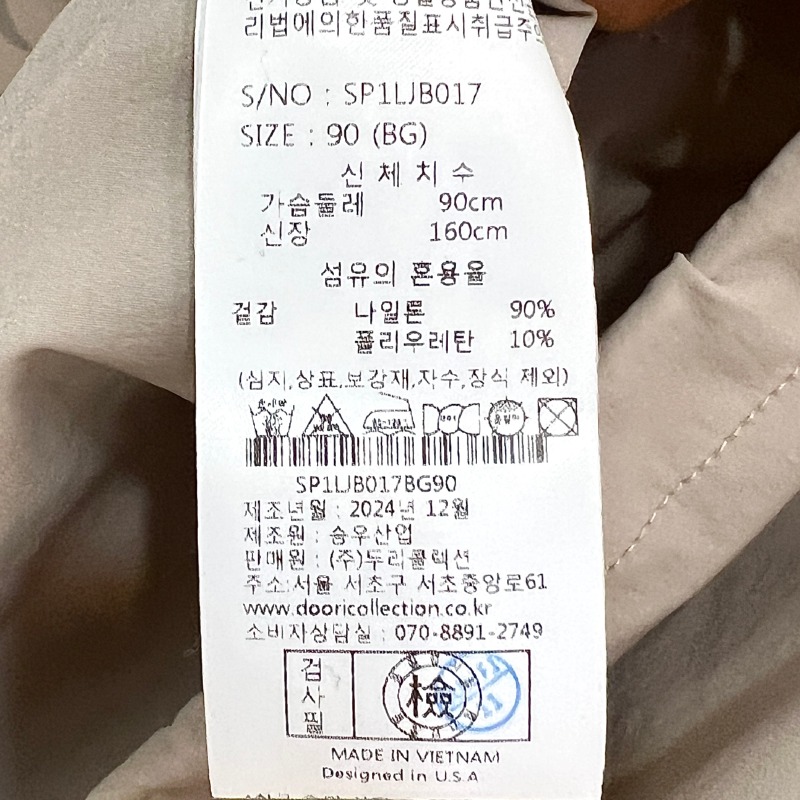 리법에의한품질표시취급주의
S/NO : SP1LJB017
SIZE : 90 (BG)
신 체 치 수
가슴둘레 90cm
신장 160cm
섬유의 혼용율
겉감 나일론 90%
폴리우레탄 10%
(심지,상표,보강재,자수,장식 제외)
SP1LJB017BG90
제조년월 : 2024년 12월
제조원 : 승우산업
판매원 : (주)두리콜렉션
주소:서울 서초구 서초중앙로61
www.dooricollection.co.kr
소비자상담실 : 070-8891-2749
검사필
檢
MADE IN VIETNAM
Designed in U.S.A